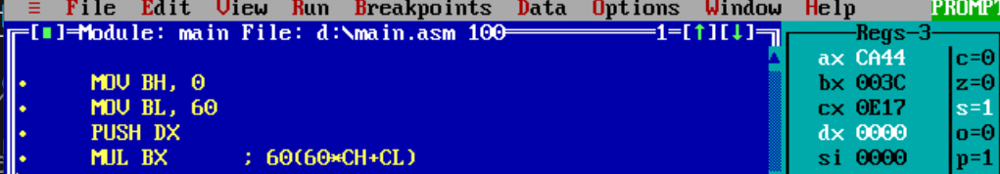 ≡ File Edit View Run Breakpoints Data Options Window Help PROMPT
[■]=Module: main File: d:\main.asm 100 1=[↑][↓] Regs-3
MOV BH, 0 ax CA44 c=0
MOV BL, 60 bx 003C z=0
PUSH DX cx 0E17 s=1
MUL BX ; 60(60*CH+CL) dx 0000 o=0
si 0000 p=1